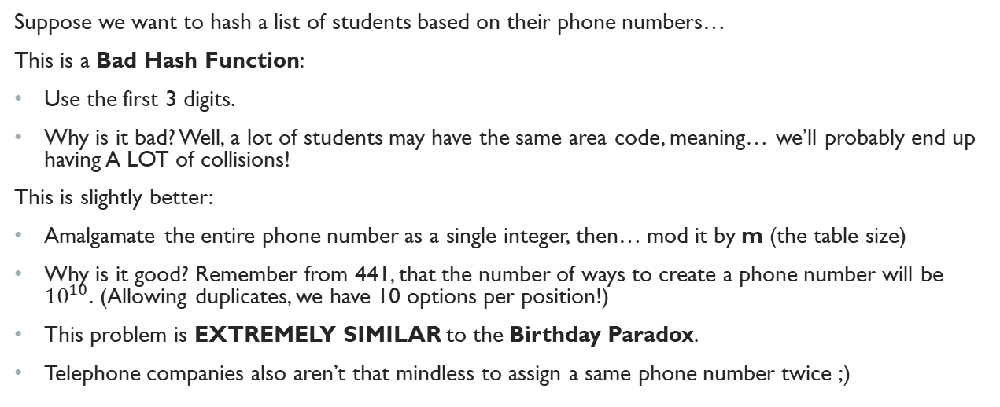 Suppose we want to hash a list of students based on their phone numbers…
This is a Bad Hash Function:
• Use the first 3 digits.
• Why is it bad? Well, a lot of students may have the same area code, meaning… we'll probably end up
having A LOT of collisions!
This is slightly better:
• Amalgamate the entire phone number as a single integer, then… mod it by m (the table size)
• Why is it good? Remember from 441, that the number of ways to create a phone number will be
10¹⁰. (Allowing duplicates, we have 10 options per position!)
• This problem is EXTREMELY SIMILAR to the Birthday Paradox.
• Telephone companies also aren't that mindless to assign a same phone number twice ;)